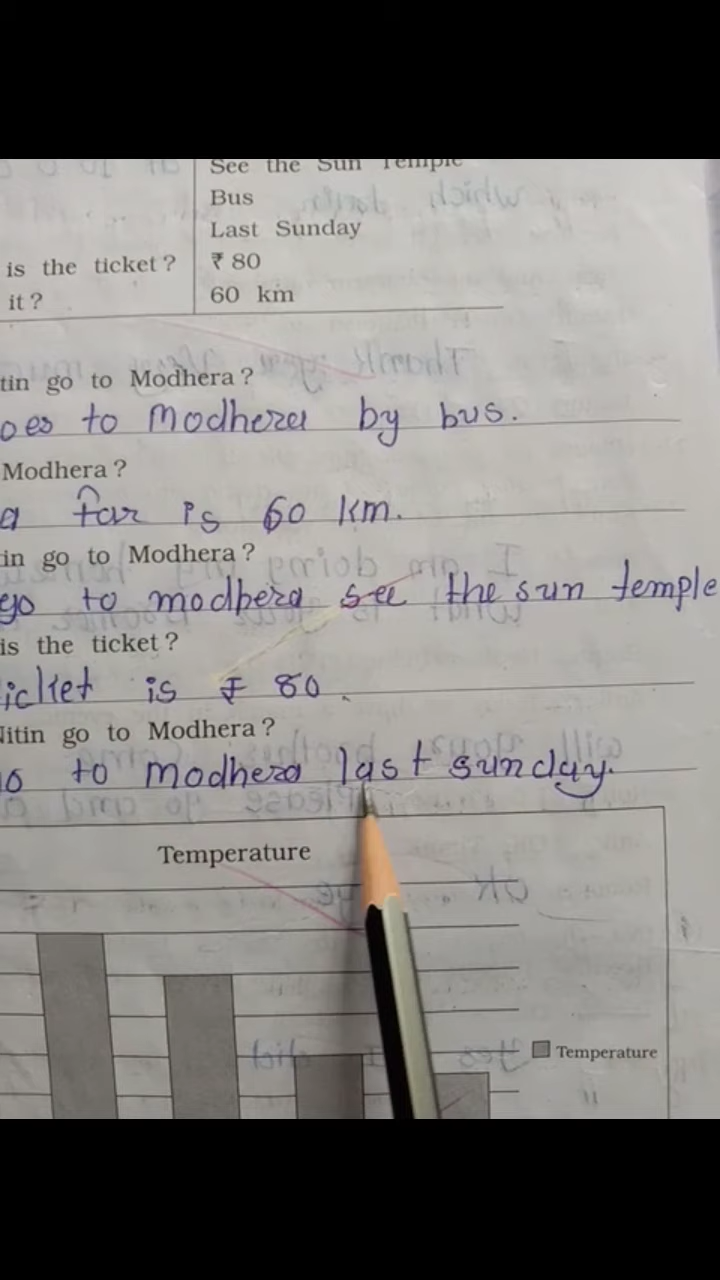 See the Sun Temple
Bus
Last Sunday
is the ticket? ₹ 80
it? 60 km
tin go to Modhera?
oes to modhera by bus.
Modhera?
a far is 60 km.
in go to Modhera?
go to modhera see the sun temple
is the ticket?
icket is ₹ 80.
Nitin go to Modhera?
to modhera last sunday.
Temperature
Temperature